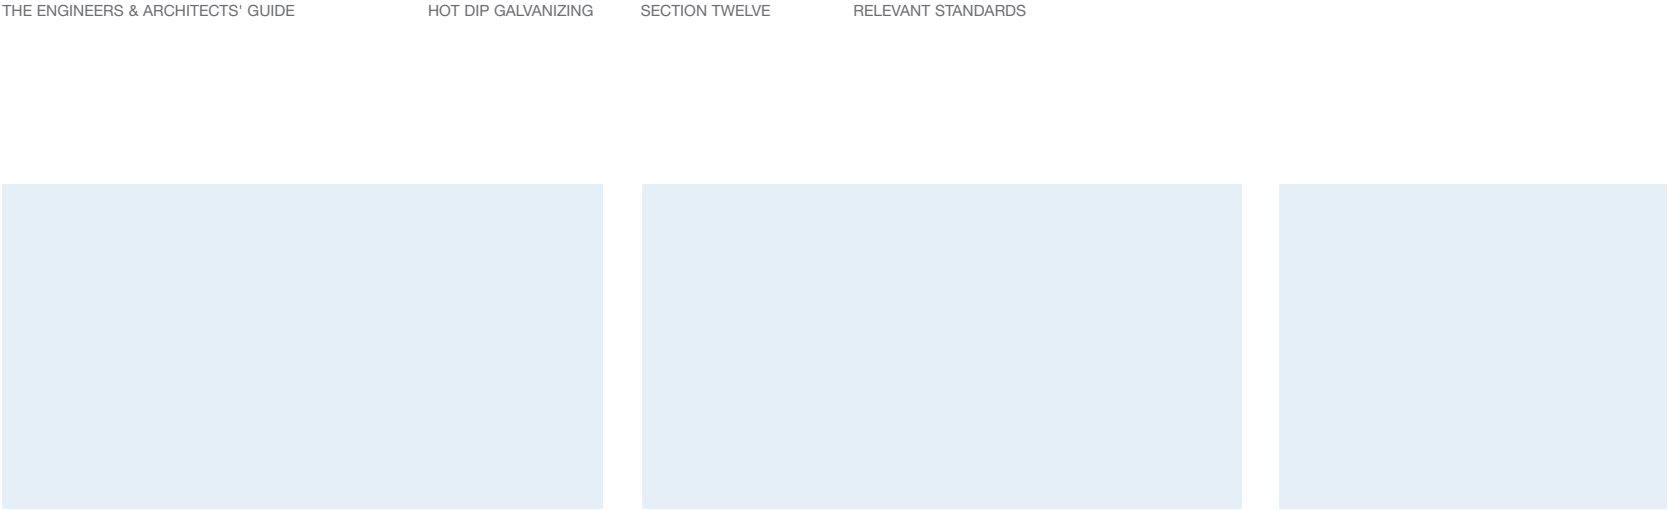 THE ENGINEERS & ARCHITECTS' GUIDE HOT DIP GALVANIZING SECTION TWELVE RELEVANT STANDARDS